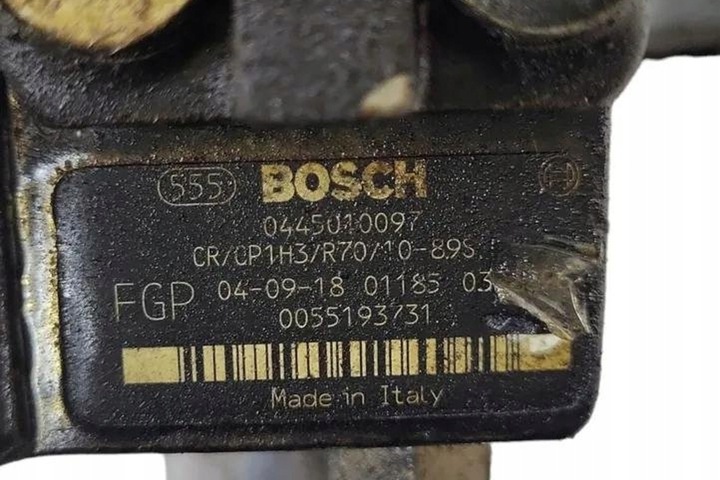 555 BOSCH
0445010097
CR/CP1H3/R70/10-89S
FGP 04-09-18 01185 03
0055193731
Made in Italy